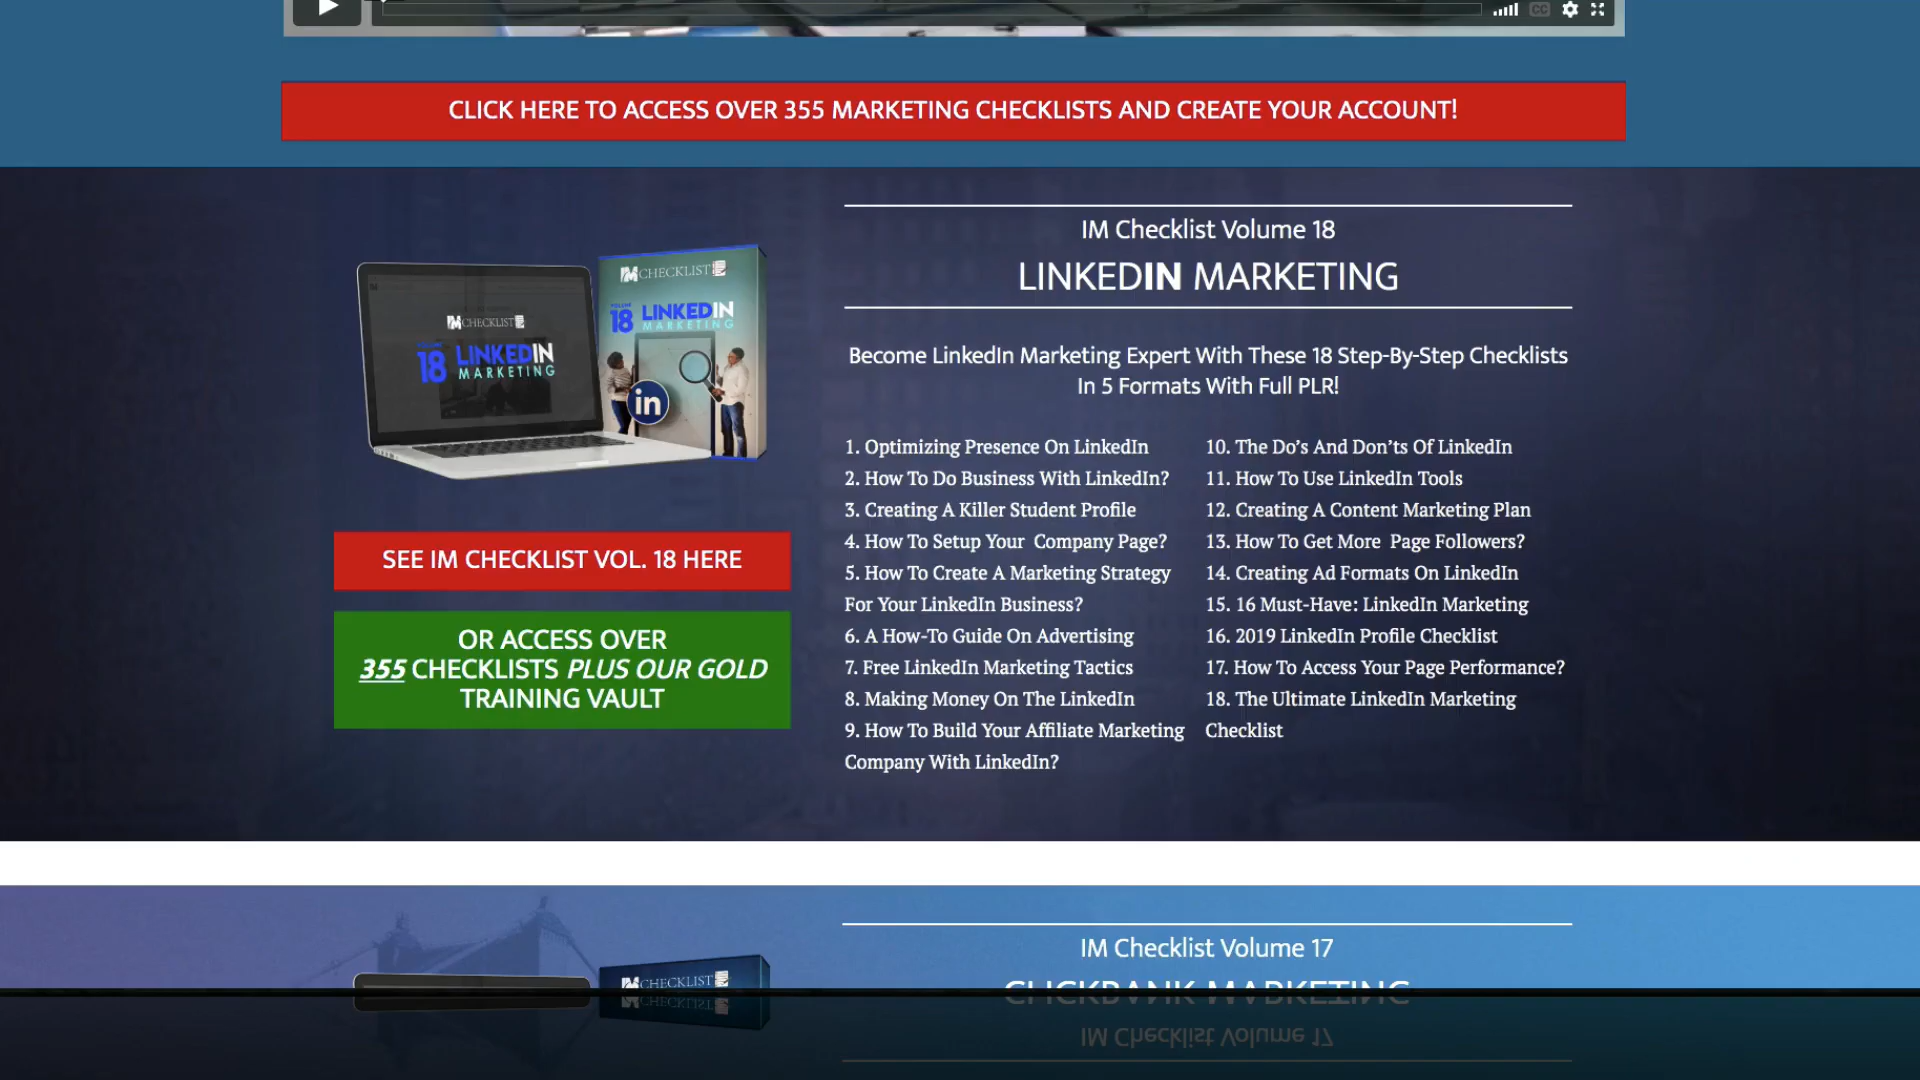 CC
CLICK HERE TO ACCESS OVER 355 MARKETING CHECKLISTS AND CREATE YOUR ACCOUNT!
IM Checklist Volume 18
LINKEDIN MARKETING
IM CHECKLIST
VOLUME
18 LINKEDIN
MARKETING
in
IM CHECKLIST
18 LINKEDIN
MARKETING
Become LinkedIn Marketing Expert With These 18 Step-By-Step Checklists
In 5 Formats With Full PLR!
SEE IM CHECKLIST VOL. 18 HERE
OR ACCESS OVER
355 CHECKLISTS PLUS OUR GOLD
TRAINING VAULT
1. Optimizing Presence On LinkedIn
2. How To Do Business With LinkedIn?
3. Creating A Killer Student Profile
4. How To Setup Your  Company Page?
5. How To Create A Marketing Strategy
For Your LinkedIn Business?
6. A How-To Guide On Advertising
7. Free LinkedIn Marketing Tactics
8. Making Money On The LinkedIn
9. How To Build Your Affiliate Marketing
Company With LinkedIn?
10. The Do’s And Don’ts Of LinkedIn
11. How To Use LinkedIn Tools
12. Creating A Content Marketing Plan
13. How To Get More  Page Followers?
14. Creating Ad Formats On LinkedIn
15. 16 Must-Have: LinkedIn Marketing
16. 2019 LinkedIn Profile Checklist
17. How To Access Your Page Performance?
18. The Ultimate LinkedIn Marketing
Checklist
IM Checklist Volume 17
IM CHECKLIST
CLICKBANK MARKETING